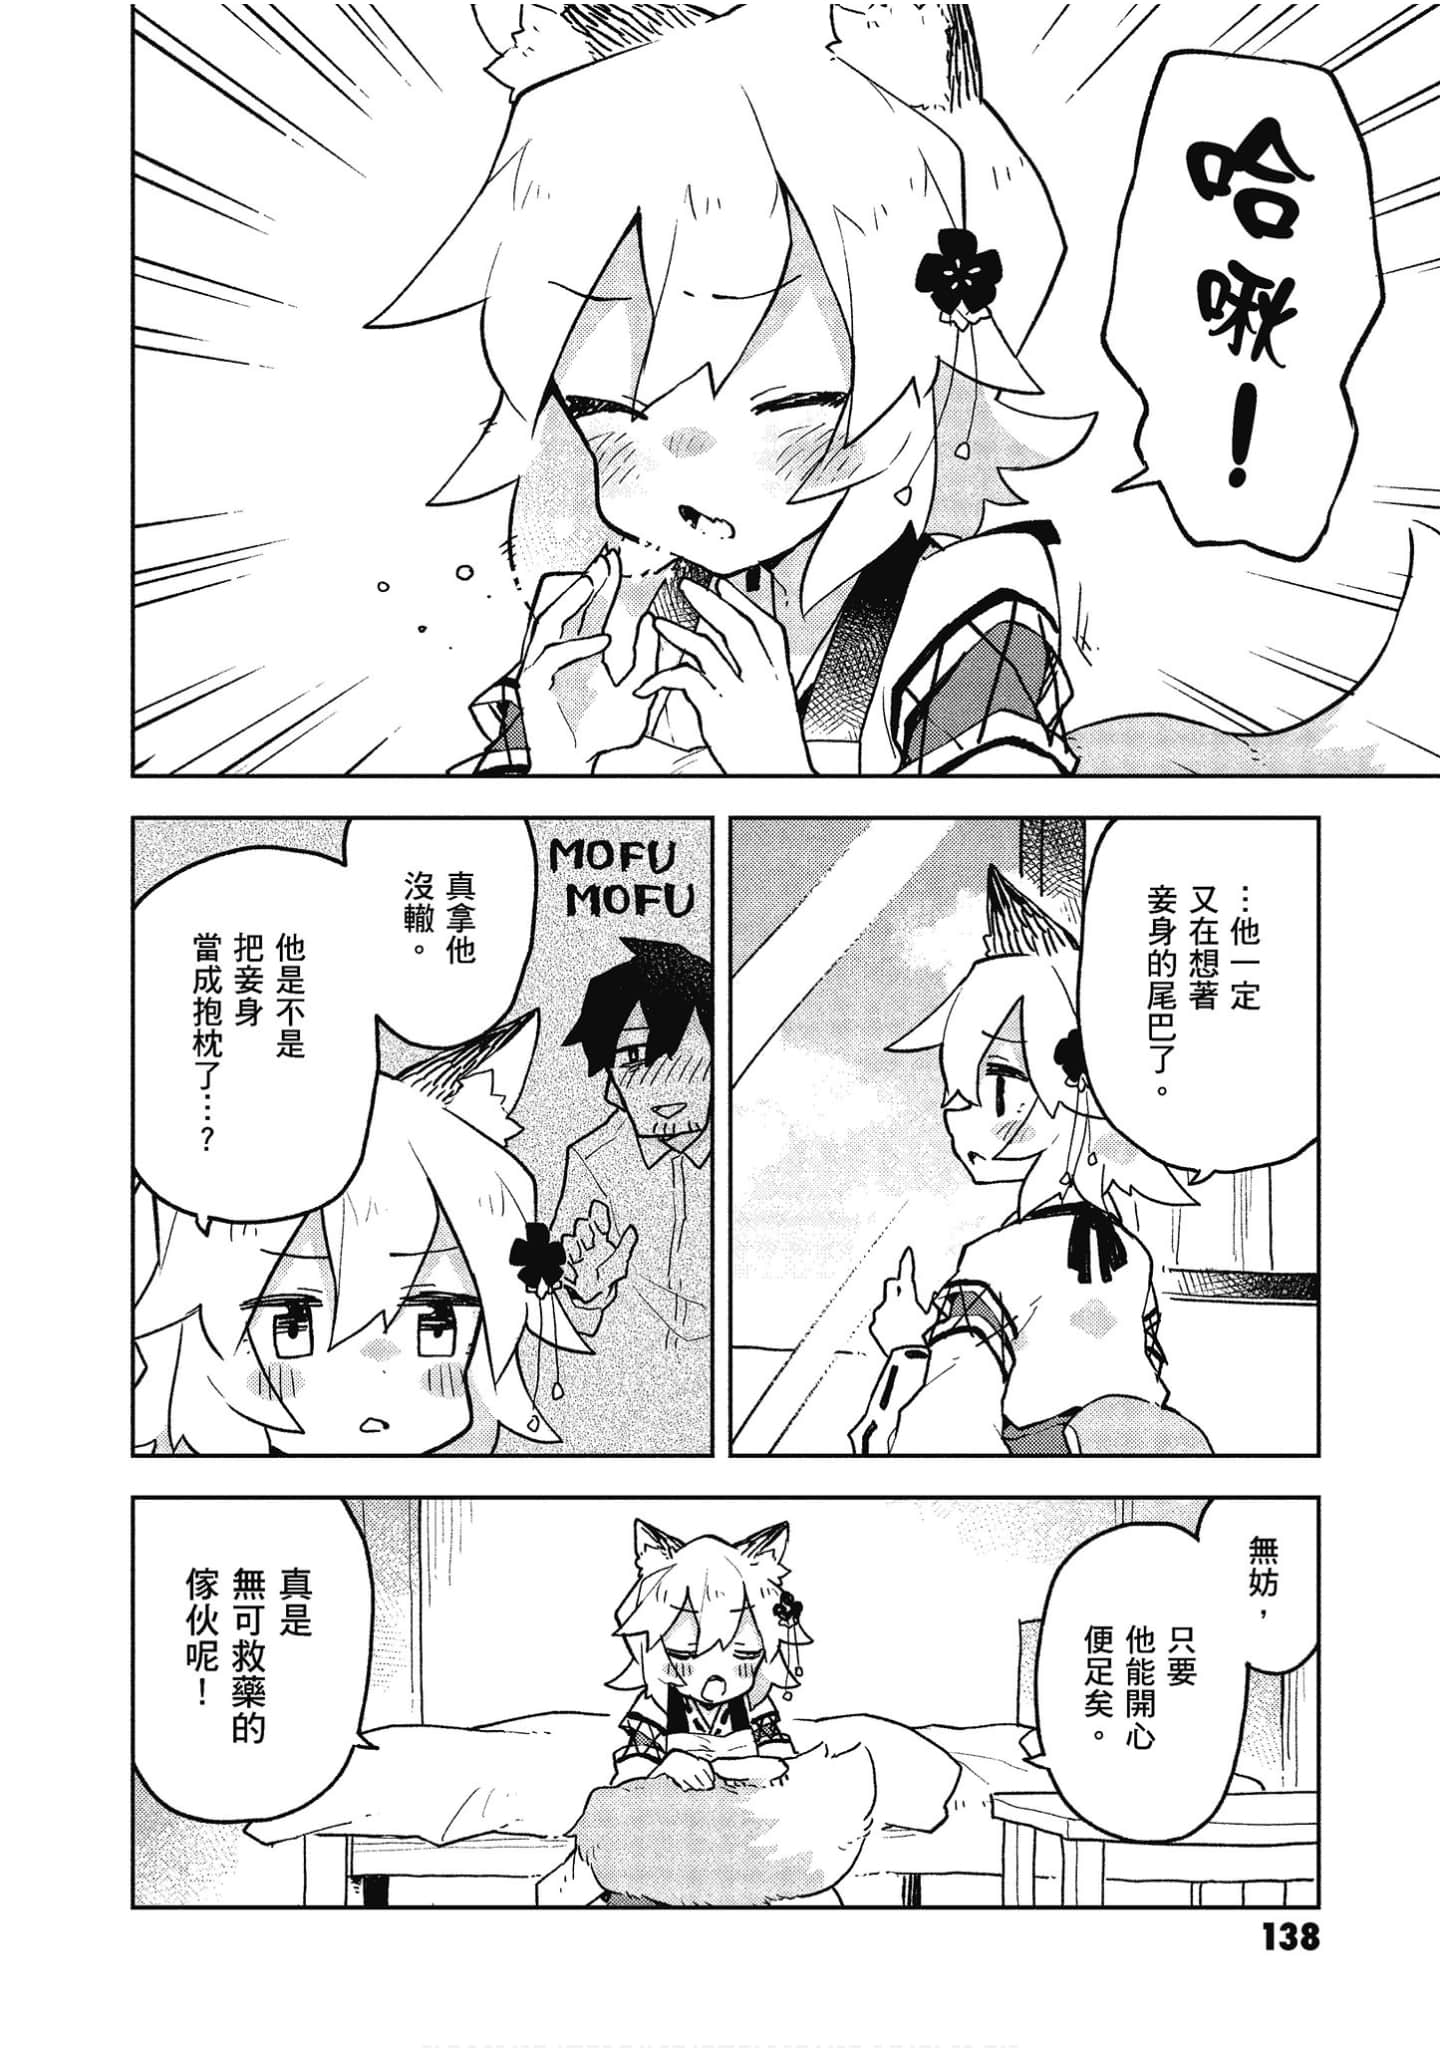 哈啾！
…他一定
又在想著
妾身的尾巴了。
MOFU
MOFU
真拿他
沒轍。
他是不是
把妾身
當成抱枕了…？
無妨，
只要
他能開心
便足矣。
真是
無可救藥的
傢伙呢！
138